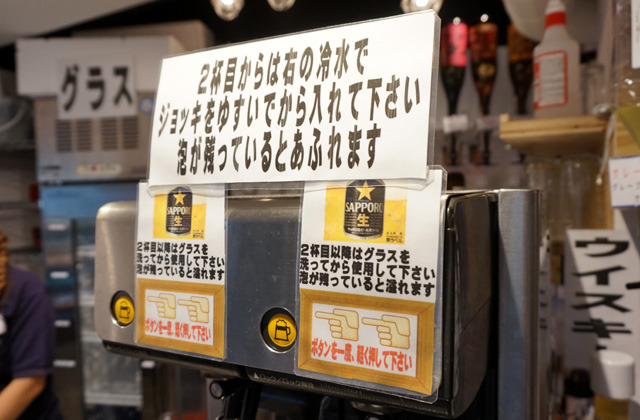 グラス
2杯目からは右の冷水で
ジョッキをゆすいでから入れて下さい
泡が残っているとあふれます
SAPPORO
生
2杯目以降はグラスを
洗ってから使用して下さい
泡が残っていると溢れます
ボタンを一度、軽く押して下さい
SAPPORO
生
2杯目以降はグラスを
洗ってから使用して下さい
泡が残っていると溢れます
ボタンを一度、軽く押して下さい
ウイスキ